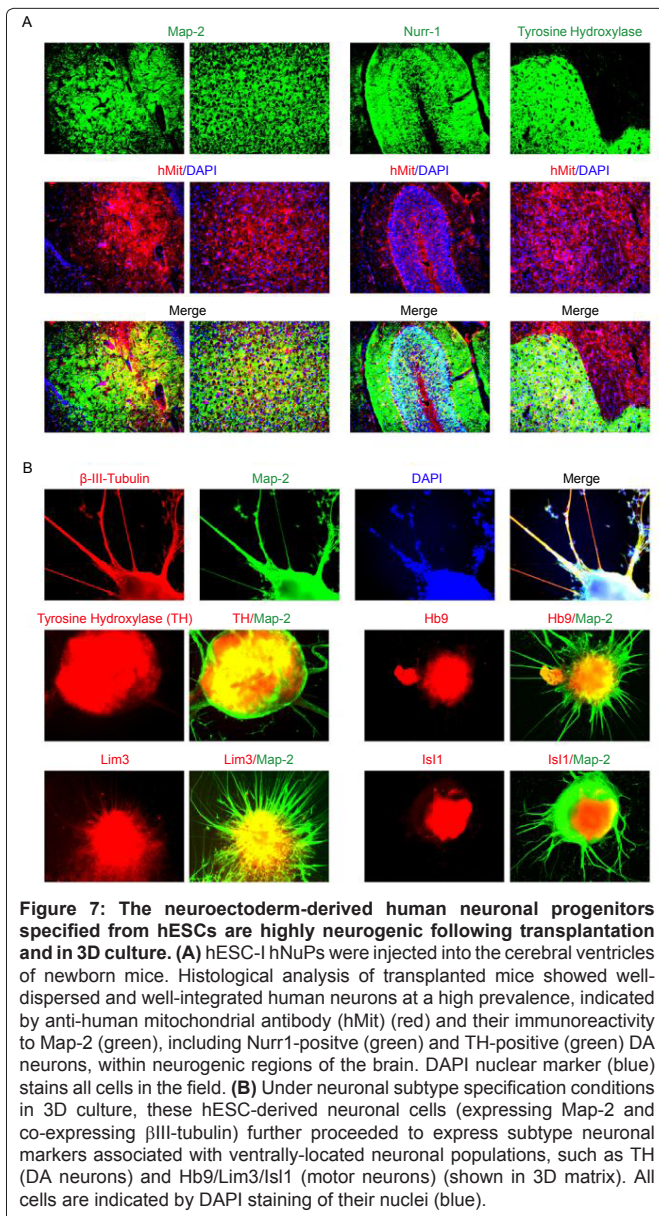 A
Map-2 Nurr-1 Tyrosine Hydroxylase
hMit/DAPI hMit/DAPI hMit/DAPI
Merge Merge Merge
B
β-III-Tubulin Map-2 DAPI Merge
Tyrosine Hydroxylase (TH) TH/Map-2 Hb9 Hb9/Map-2
Lim3 Lim3/Map-2 Isl1 Isl1/Map-2
Figure 7: The neuroectoderm-derived human neuronal progenitors
specified from hESCs are highly neurogenic following transplantation
and in 3D culture. (A) hESC-I hNuPs were injected into the cerebral ventricles
of newborn mice. Histological analysis of transplanted mice showed well-
dispersed and well-integrated human neurons at a high prevalence, indicated
by anti-human mitochondrial antibody (hMit) (red) and their immunoreactivity
to Map-2 (green), including Nurr1-positve (green) and TH-positive (green) DA
neurons, within neurogenic regions of the brain. DAPI nuclear marker (blue)
stains all cells in the field. (B) Under neuronal subtype specification conditions
in 3D culture, these hESC-derived neuronal cells (expressing Map-2 and
co-expressing βIII-tubulin) further proceeded to express subtype neuronal
markers associated with ventrally-located neuronal populations, such as TH
(DA neurons) and Hb9/Lim3/Isl1 (motor neurons) (shown in 3D matrix). All
cells are indicated by DAPI staining of their nuclei (blue).